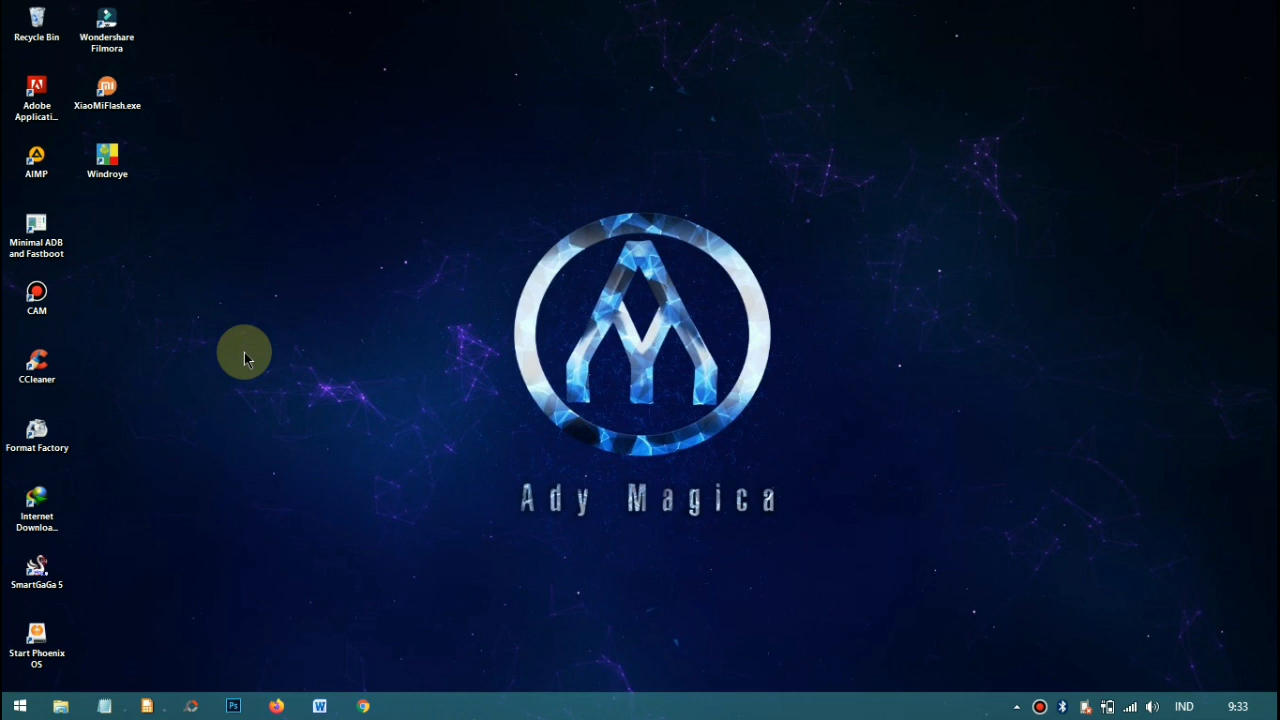 Recycle Bin
Wondershare
Filmora
Adobe
Applicati...
XiaoMiFlash.exe
AIMP
Windroye
Minimal ADB
and Fastboot
CAM
CCleaner
Format Factory
Internet
Downloa...
SmartGaGa 5
Start Phoenix
OS
Ady Magica
Ps
W
IND
9:33